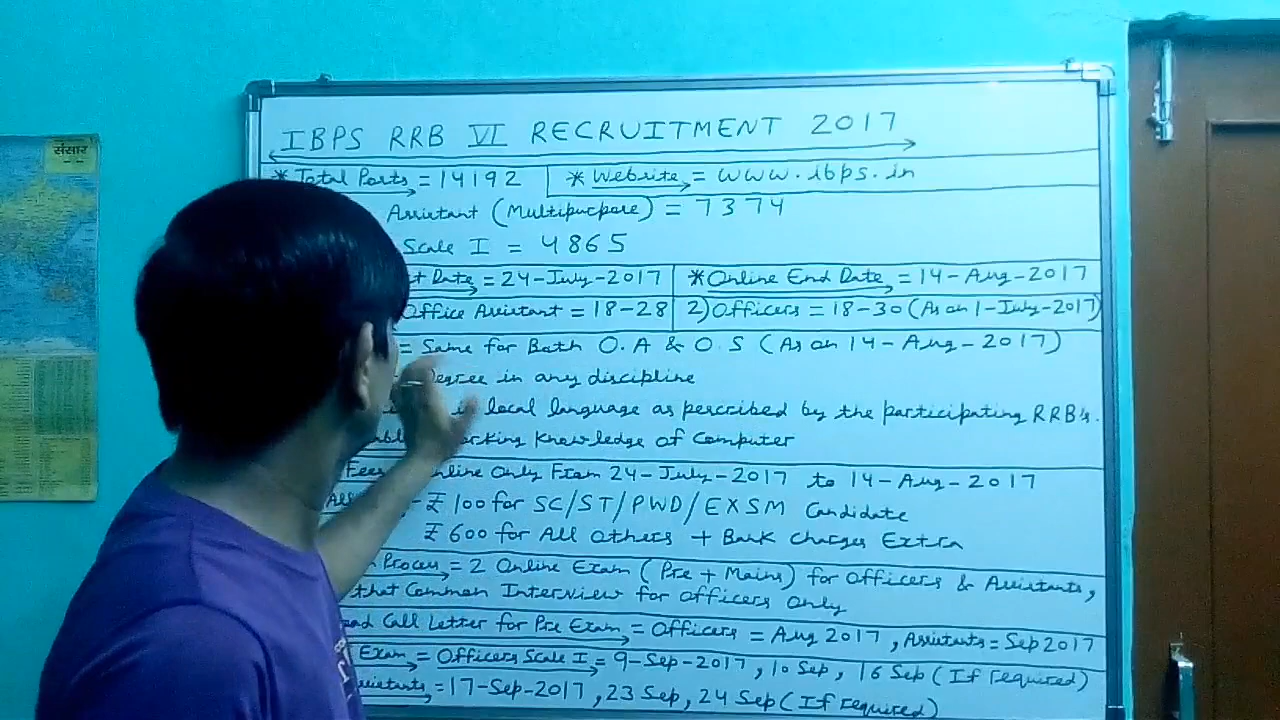 संसार
IBPS RRB VI RECRUITMENT 2017
* Total Posts = 14192 * Website = www.ibps.in
Assistant (Multipurpose) = 7374
Scale I = 4865
t Date = 24-July-2017 * Online End Date = 14-Aug-2017
Office Assistant = 18-28 2) Officers = 18-30 (As on 1-July-2017)
= Same for Both O.A & O.S (As on 14-Aug-2017)
Degree in any discipline
in local language as perscribed by the participating RRB's.
orking Knowledge of Computer
Fees Online Only From 24-July-2017 to 14-Aug-2017
All - ₹ 100 for SC/ST/PWD/EXSM Candidate
₹ 600 for All Others + Bank Charges Extra
n Process = 2 Online Exam (Pre + Mains) for Officers & Assistants,
that Common Interview for Officers Only
oad Call Letter for Pre Exam = Officers = Aug 2017, Assistants = Sep 2017
Exam = Officers Scale I = 9-Sep-2017, 10 Sep, 16 Sep (If required)
ssistants = 17-Sep-2017, 23 Sep, 24 Sep (If required)